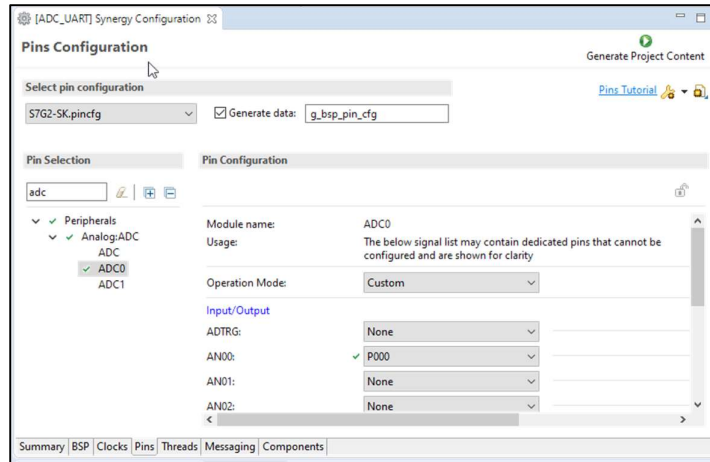 [ADC_UART] Synergy Configuration
Pins Configuration
Generate Project Content
Select pin configuration
Pins Tutorial
S7G2-SK.pincfg
Generate data: g_bsp_pin_cfg
Pin Selection
Pin Configuration
adc
Peripherals
Analog:ADC
ADC
ADC0
ADC1
Module name: ADC0
Usage: The below signal list may contain dedicated pins that cannot be
configured and are shown for clarity
Operation Mode: Custom
Input/Output
ADTRG: None
AN00: P000
AN01: None
AN02: None
Summary BSP Clocks Pins Threads Messaging Components